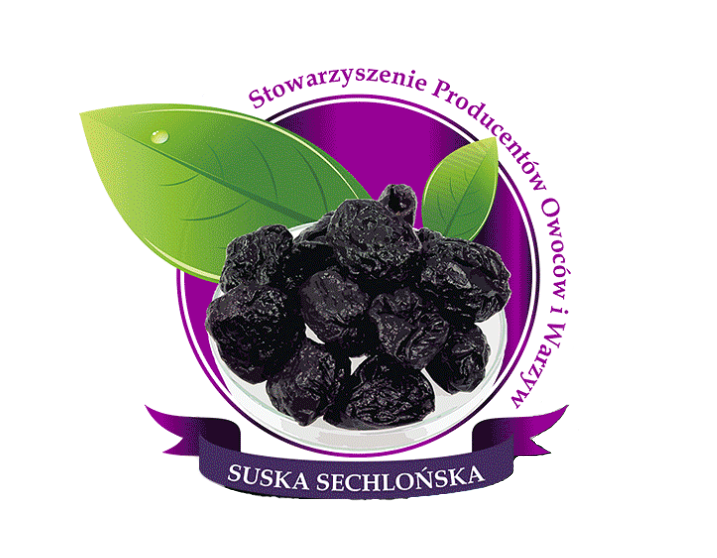 Stowarzyszenie Producentów Owoców i Warzyw
SUSKA SECHLOŃSKA